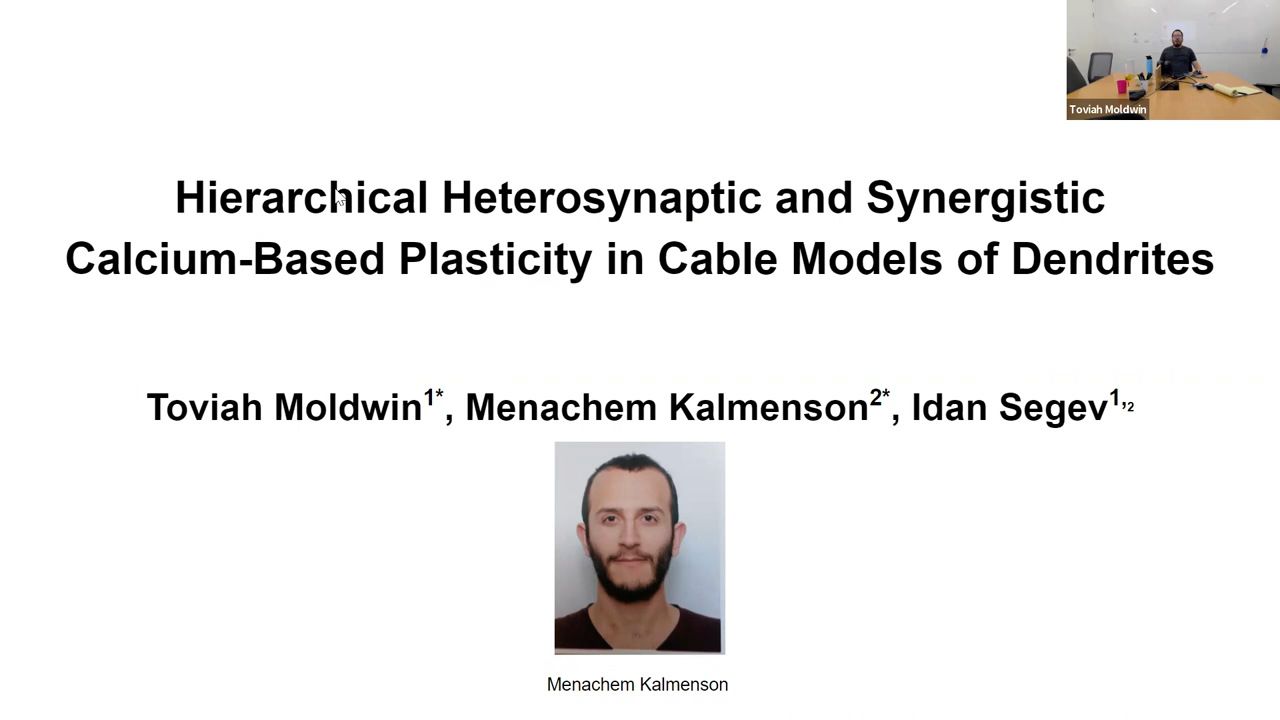 Toviah Moldwin
Hierarchical Heterosynaptic and Synergistic
Calcium-Based Plasticity in Cable Models of Dendrites
Toviah Moldwin1*, Menachem Kalmenson2*, Idan Segev1,2
Menachem Kalmenson